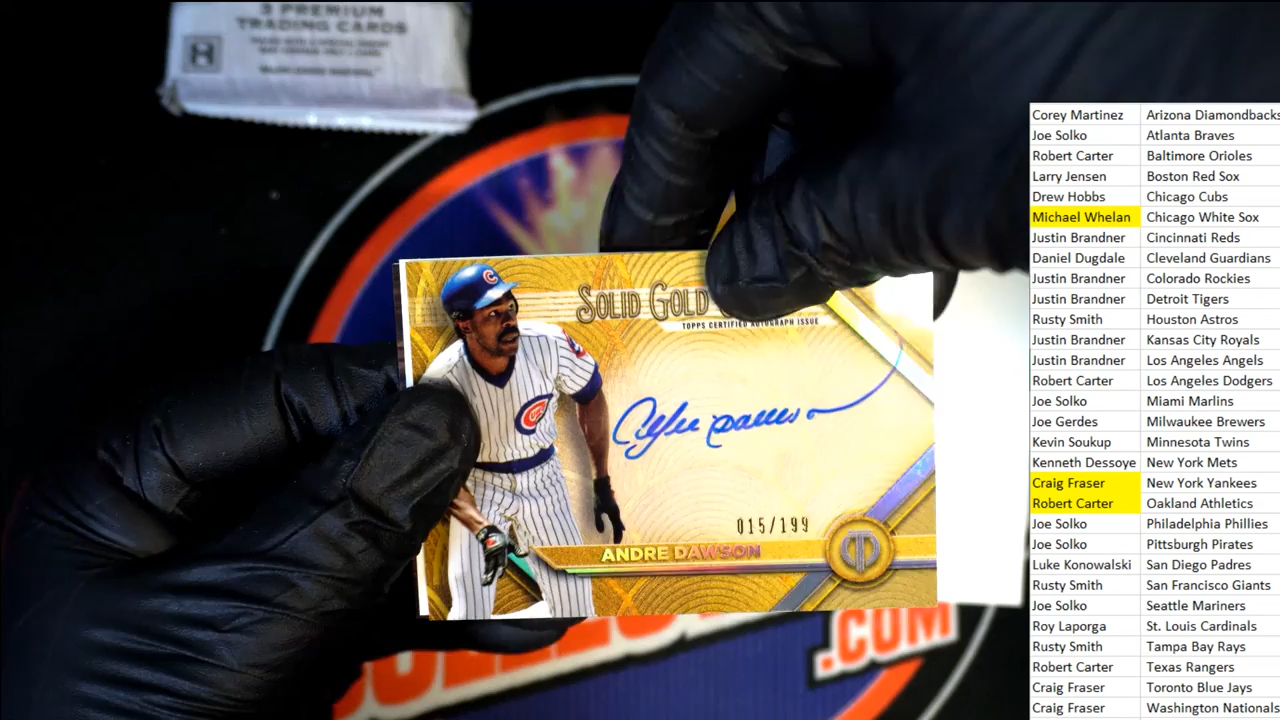 3 PREMIUM
TRADING CARDS
H
SOLID GOLD
TOPPS CERTIFIED AUTOGRAPH ISSUE
C
Andre Dawson
015/199
ANDRE DAWSON
T
.COM
Corey Martinez Arizona Diamondbacks
Joe Solko Atlanta Braves
Robert Carter Baltimore Orioles
Larry Jensen Boston Red Sox
Drew Hobbs Chicago Cubs
Michael Whelan Chicago White Sox
Justin Brandner Cincinnati Reds
Daniel Dugdale Cleveland Guardians
Justin Brandner Colorado Rockies
Justin Brandner Detroit Tigers
Rusty Smith Houston Astros
Justin Brandner Kansas City Royals
Justin Brandner Los Angeles Angels
Robert Carter Los Angeles Dodgers
Joe Solko Miami Marlins
Joe Gerdes Milwaukee Brewers
Kevin Soukup Minnesota Twins
Kenneth Dessoye New York Mets
Craig Fraser New York Yankees
Robert Carter Oakland Athletics
Joe Solko Philadelphia Phillies
Joe Solko Pittsburgh Pirates
Luke Konowalski San Diego Padres
Rusty Smith San Francisco Giants
Joe Solko Seattle Mariners
Roy Laporga St. Louis Cardinals
Rusty Smith Tampa Bay Rays
Robert Carter Texas Rangers
Craig Fraser Toronto Blue Jays
Craig Fraser Washington Nationals